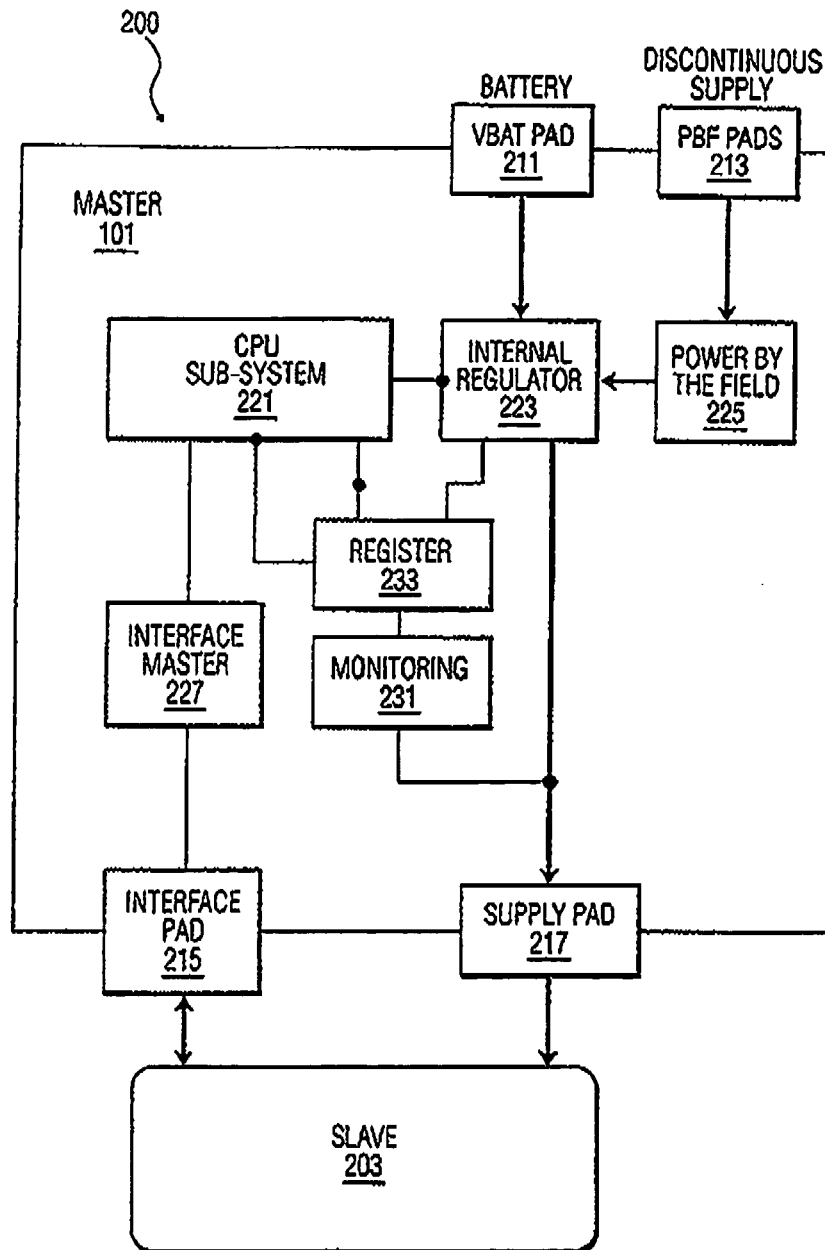 200
BATTERY
DISCONTINUOUS
SUPPLY
VBAT PAD
211
PBF PADS
213
MASTER
101
CPU
SUB-SYSTEM
221
INTERNAL
REGULATOR
223
POWER BY
THE FIELD
225
REGISTER
233
INTERFACE
MASTER
227
MONITORING
231
INTERFACE
PAD
215
SUPPLY PAD
217
SLAVE
203